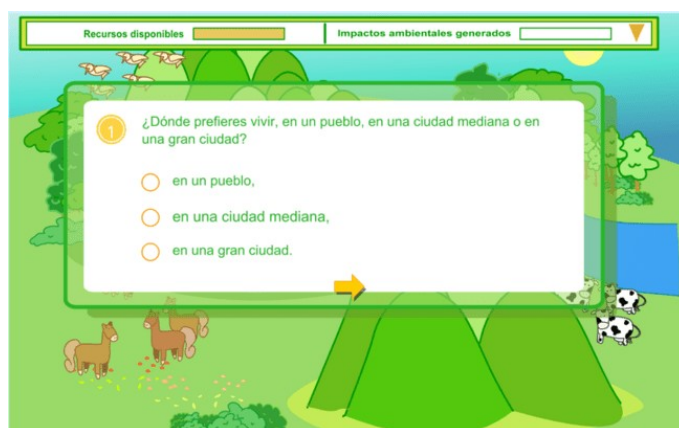 Recursos disponibles
Impactos ambientales generados
1
¿Dónde prefieres vivir, en un pueblo, en una ciudad mediana o en
una gran ciudad?
en un pueblo,
en una ciudad mediana,
en una gran ciudad.